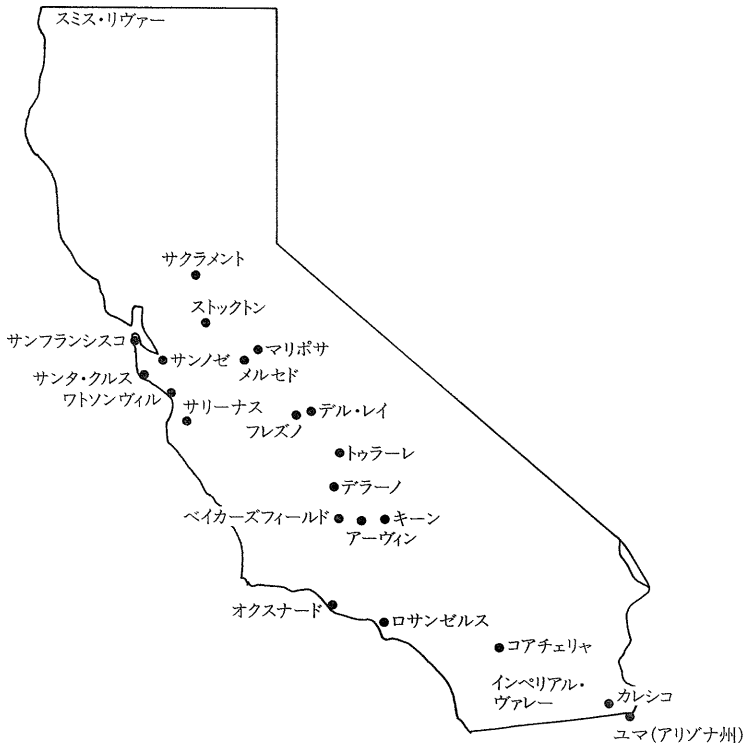 スミス・リヴァー
サクラメント
ストックトン
サンフランシスコ
マリポサ
サンノゼ
メルセド
サンタ・クルス
ワトソンヴィル
サリーナス
デル・レイ
フレズノ
トゥラーレ
デラーノ
ベイカーズフィールド
キーン
アーヴィン
オクスナード
ロサンゼルス
コアチェリャ
インペリアル・
ヴァレー
カレシコ
ユマ(アリゾナ州)